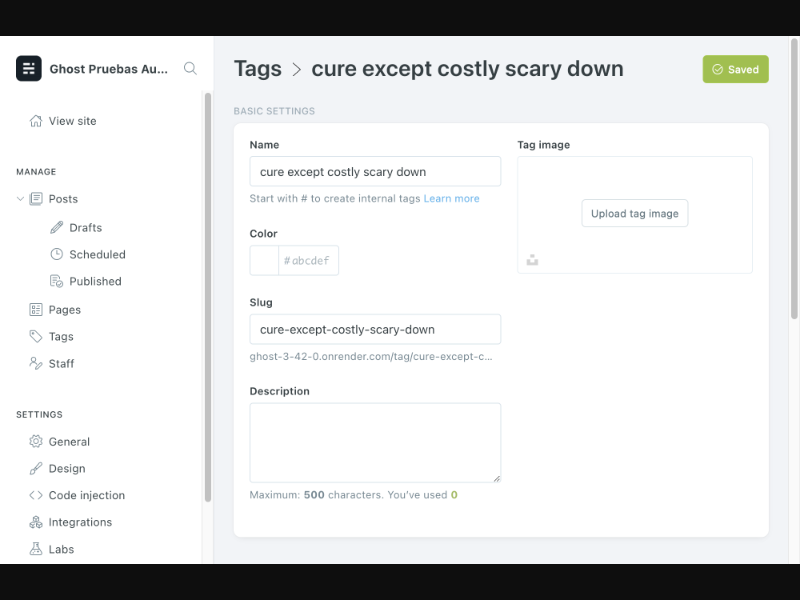 Ghost Pruebas Au...
View site
MANAGE
Posts
Drafts
Scheduled
Published
Pages
Tags
Staff
SETTINGS
General
Design
Code injection
Integrations
Labs
Tags > cure except costly scary down
Saved
BASIC SETTINGS
Name
cure except costly scary down
Start with # to create internal tags Learn more
Color
#abcdef
Slug
cure-except-costly-scary-down
ghost-3-42-0.onrender.com/tag/cure-except-c...
Description
Maximum: 500 characters. You've used 0
Tag image
Upload tag image